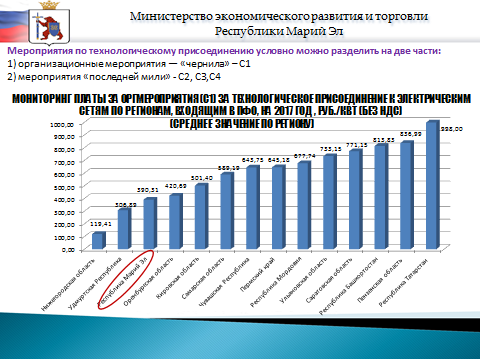 Министерство экономического развития и торговли
Республики Марий Эл
Мероприятия по технологическому присоединению условно можно разделить на две части:
1) организационные мероприятия — «чернила» – С1
2) мероприятия «последней мили» - С2, С3,С4
МОНИТОРИНГ ПЛАТЫ ЗА ОРГМЕРОПРИЯТИЯ (С1) ЗА ТЕХНОЛОГИЧЕСКОЕ ПРИСОЕДИНЕНИЕ К ЭЛЕКТРИЧЕСКИМ
СЕТЯМ ПО РЕГИОНАМ, ВХОДЯЩИМ В ПФО, НА 2017 ГОД , РУБ./КВТ (БЕЗ НДС)
(СРЕДНЕЕ ЗНАЧЕНИЕ ПО РЕГИОНУ)
1000,00
900,00
800,00
700,00
600,00
500,00
400,00
300,00
200,00
100,00
0,00
119,41
306,89
390,31
420,69
501,40
589,19
643,75
645,18
677,74
733,15
771,15
815,83
836,99
998,00
Нижегородская область
Удмуртская Республика
Республика Марий Эл
Оренбургская область
Кировская область
Самарская область
Чувашская Республика
Пермский край
Республика Мордовия
Ульяновская область
Саратовская область
Республика Башкортостан
Пензенская область
Республика Татарстан